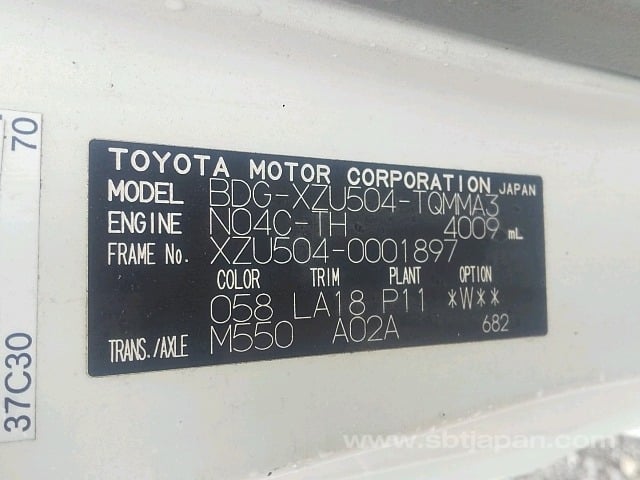 TOYOTA MOTOR CORPORATION JAPAN
MODEL BDG-XZU504-TQMMA3
ENGINE N04C-TH 4009 mL
FRAME No. XZU504-0001897
COLOR TRIM PLANT OPTION
058 LA18 P11 *W**
TRANS./AXLE M550 A02A 682
37C30 70
www.sbtjapan.com